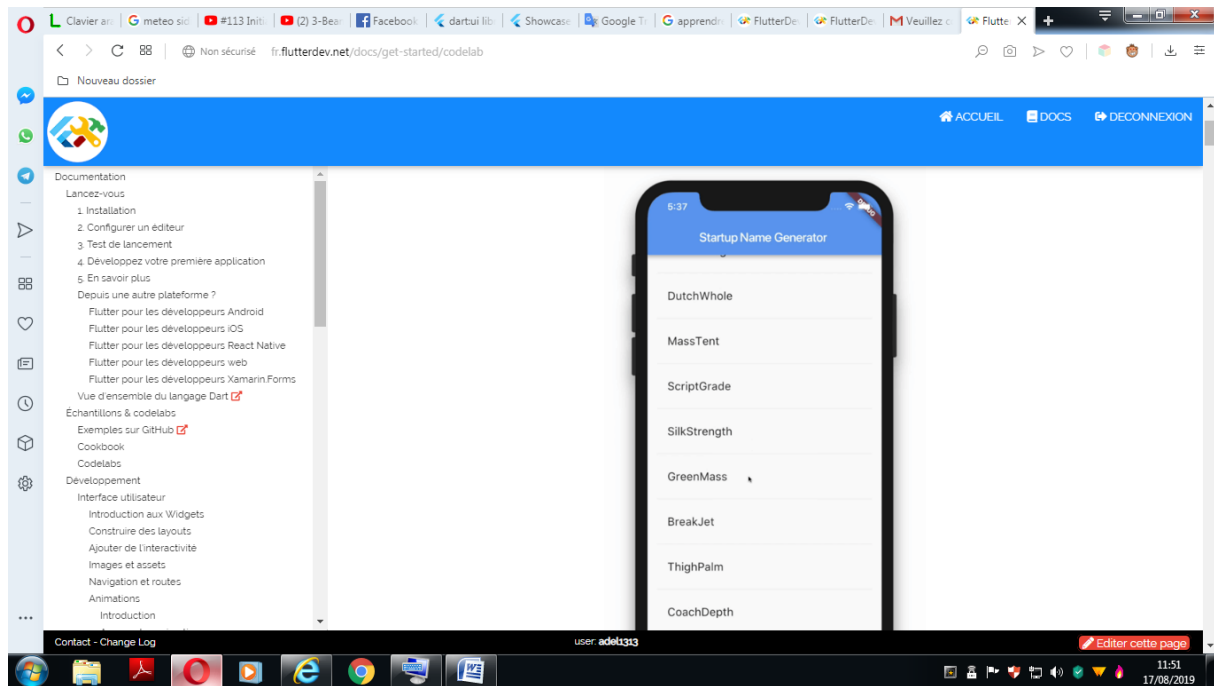 Clavier ara
meteo sid
#113 Initi
(2) 3-Bear
Facebook
dartui lib
Showcase
Google Tr
apprendre
FlutterDe
FlutterDe
Veuillez c
Flutte
Non sécurisé fr.flutterdev.net/docs/get-started/codelab
Nouveau dossier
ACCUEIL DOCS DECONNEXION
Documentation
Lancez-vous
1. Installation
2. Configurer un éditeur
3. Test de lancement
4. Développez votre première application
5. En savoir plus
Depuis une autre plateforme ?
Flutter pour les développeurs Android
Flutter pour les développeurs iOS
Flutter pour les développeurs React Native
Flutter pour les développeurs web
Flutter pour les développeurs Xamarin.Forms
Vue d'ensemble du langage Dart
Échantillons & codelabs
Exemples sur GitHub
Cookbook
Codelabs
Développement
Interface utilisateur
Introduction aux Widgets
Construire des layouts
Ajouter de l'interactivité
Images et assets
Navigation et routes
Animations
Introduction
5:37
Startup Name Generator
DutchWhole
MassTent
ScriptGrade
SilkStrength
GreenMass
BreakJet
ThighPalm
CoachDepth
Contact - Change Log
user: adel1313
Editer cette page
11:51
17/08/2019